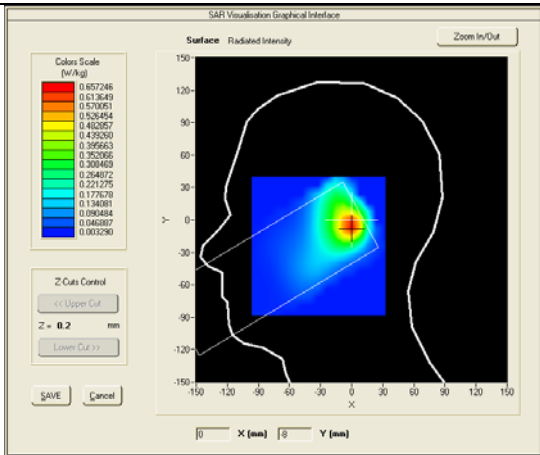 SAR Visualisation Graphical Interface
Surface Radiated Intensity
Zoom In/Out
Colors Scale
(W/kg)
0.657246
0.613649
0.570051
0.526454
0.482857
0.439260
0.395663
0.352066
0.308469
0.264872
0.221275
0.177678
0.134081
0.090484
0.046887
0.003290
Z-Cuts Control
<< Upper Cut
Z = 0.2 mm
Lower Cut >>
SAVE Cancel
150-
120-
90-
60-
30-
0-
-30-
-60-
-90-
-120-
-150-
Y
-150 -120 -90 -60 -30 0 30 60 90 120 150
X
0 X (mm) -8 Y (mm)